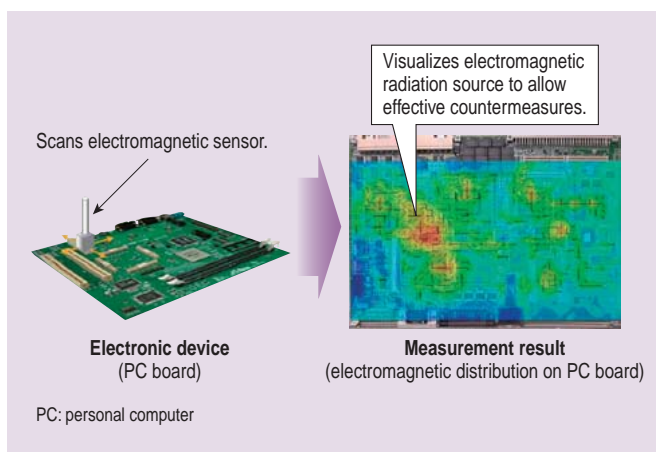 Visualizes electromagnetic
radiation source to allow
effective countermeasures.
Scans electromagnetic sensor.
Electronic device
(PC board)
Measurement result
(electromagnetic distribution on PC board)
PC: personal computer